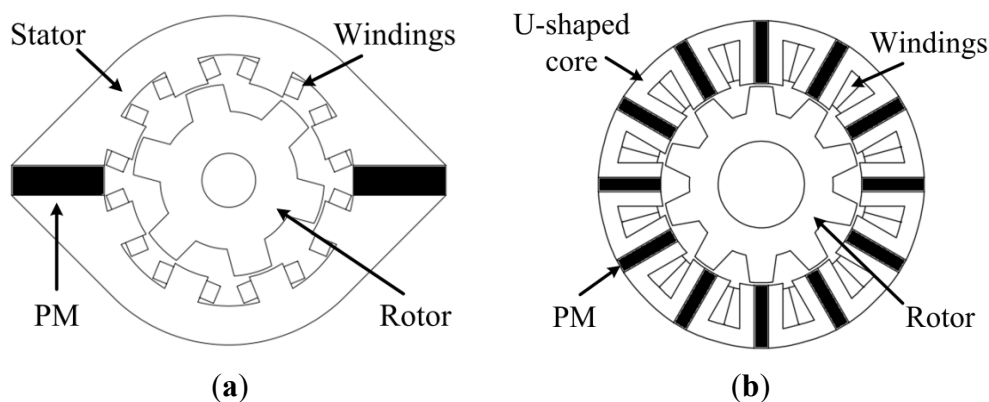 Stator
Windings
PM
Rotor
(a)
U-shaped
core
Windings
PM
Rotor
(b)